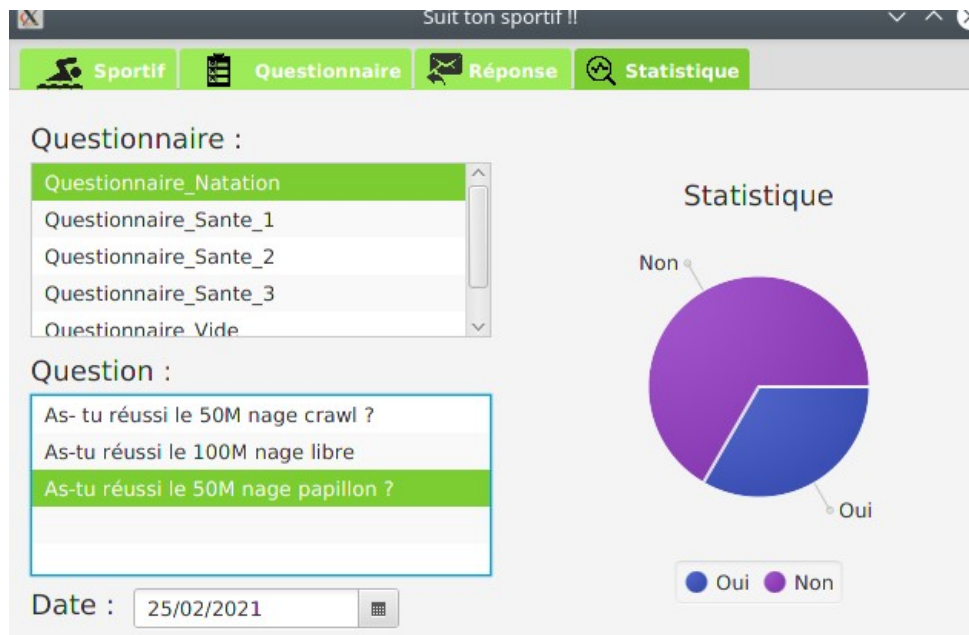 Suit ton sportif !!
Sportif Questionnaire Réponse Statistique
Questionnaire :
Questionnaire_Natation
Questionnaire_Sante_1
Questionnaire_Sante_2
Questionnaire_Sante_3
Questionnaire_Vide
Question :
As- tu réussi le 50M nage crawl ?
As-tu réussi le 100M nage libre
As-tu réussi le 50M nage papillon ?
Date : 25/02/2021
Statistique
Non
Oui
Oui Non